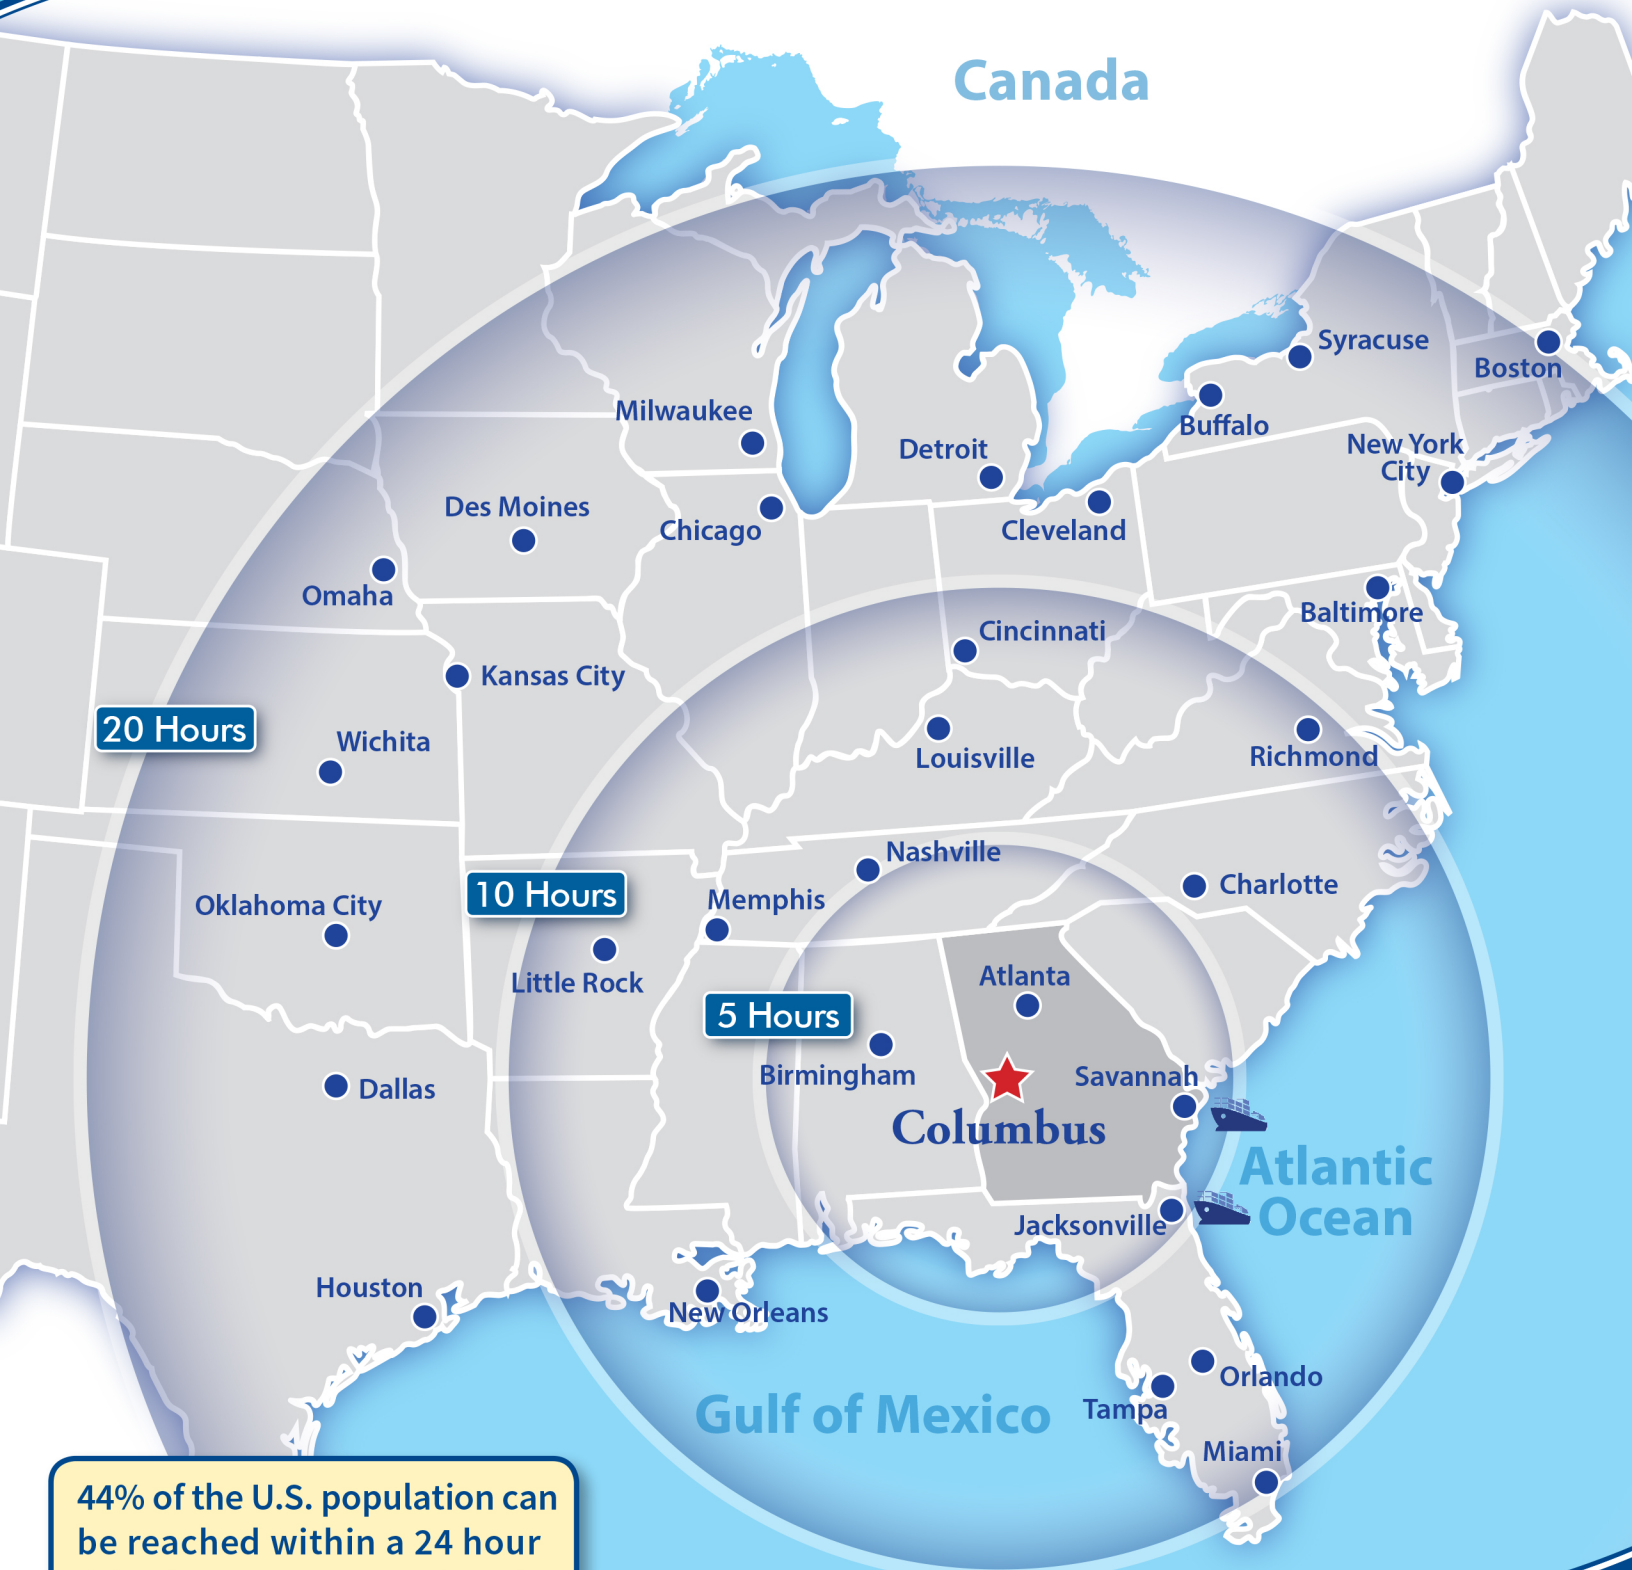 Canada
Syracuse
Boston
Milwaukee
Buffalo
Detroit
New York
City
Des Moines
Chicago
Cleveland
Omaha
Baltimore
Cincinnati
Kansas City
20 Hours
Wichita
Louisville
Richmond
Nashville
10 Hours
Memphis
Charlotte
Oklahoma City
Little Rock
Atlanta
5 Hours
Birmingham
Savannah
Dallas
Columbus
Atlantic
Ocean
Jacksonville
Houston
New Orleans
Orlando
Gulf of Mexico
Tampa
Miami
44% of the U.S. population can
be reached within a 24 hour